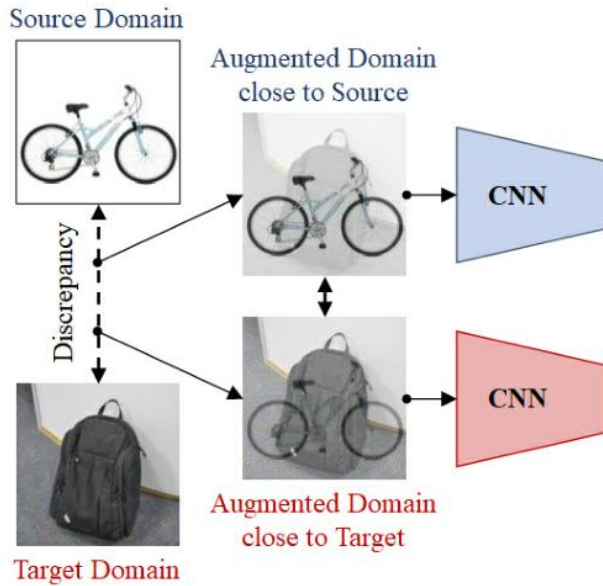 Source Domain
Augmented Domain
close to Source
CNN
Discrepancy
CNN
Augmented Domain
close to Target
Target Domain